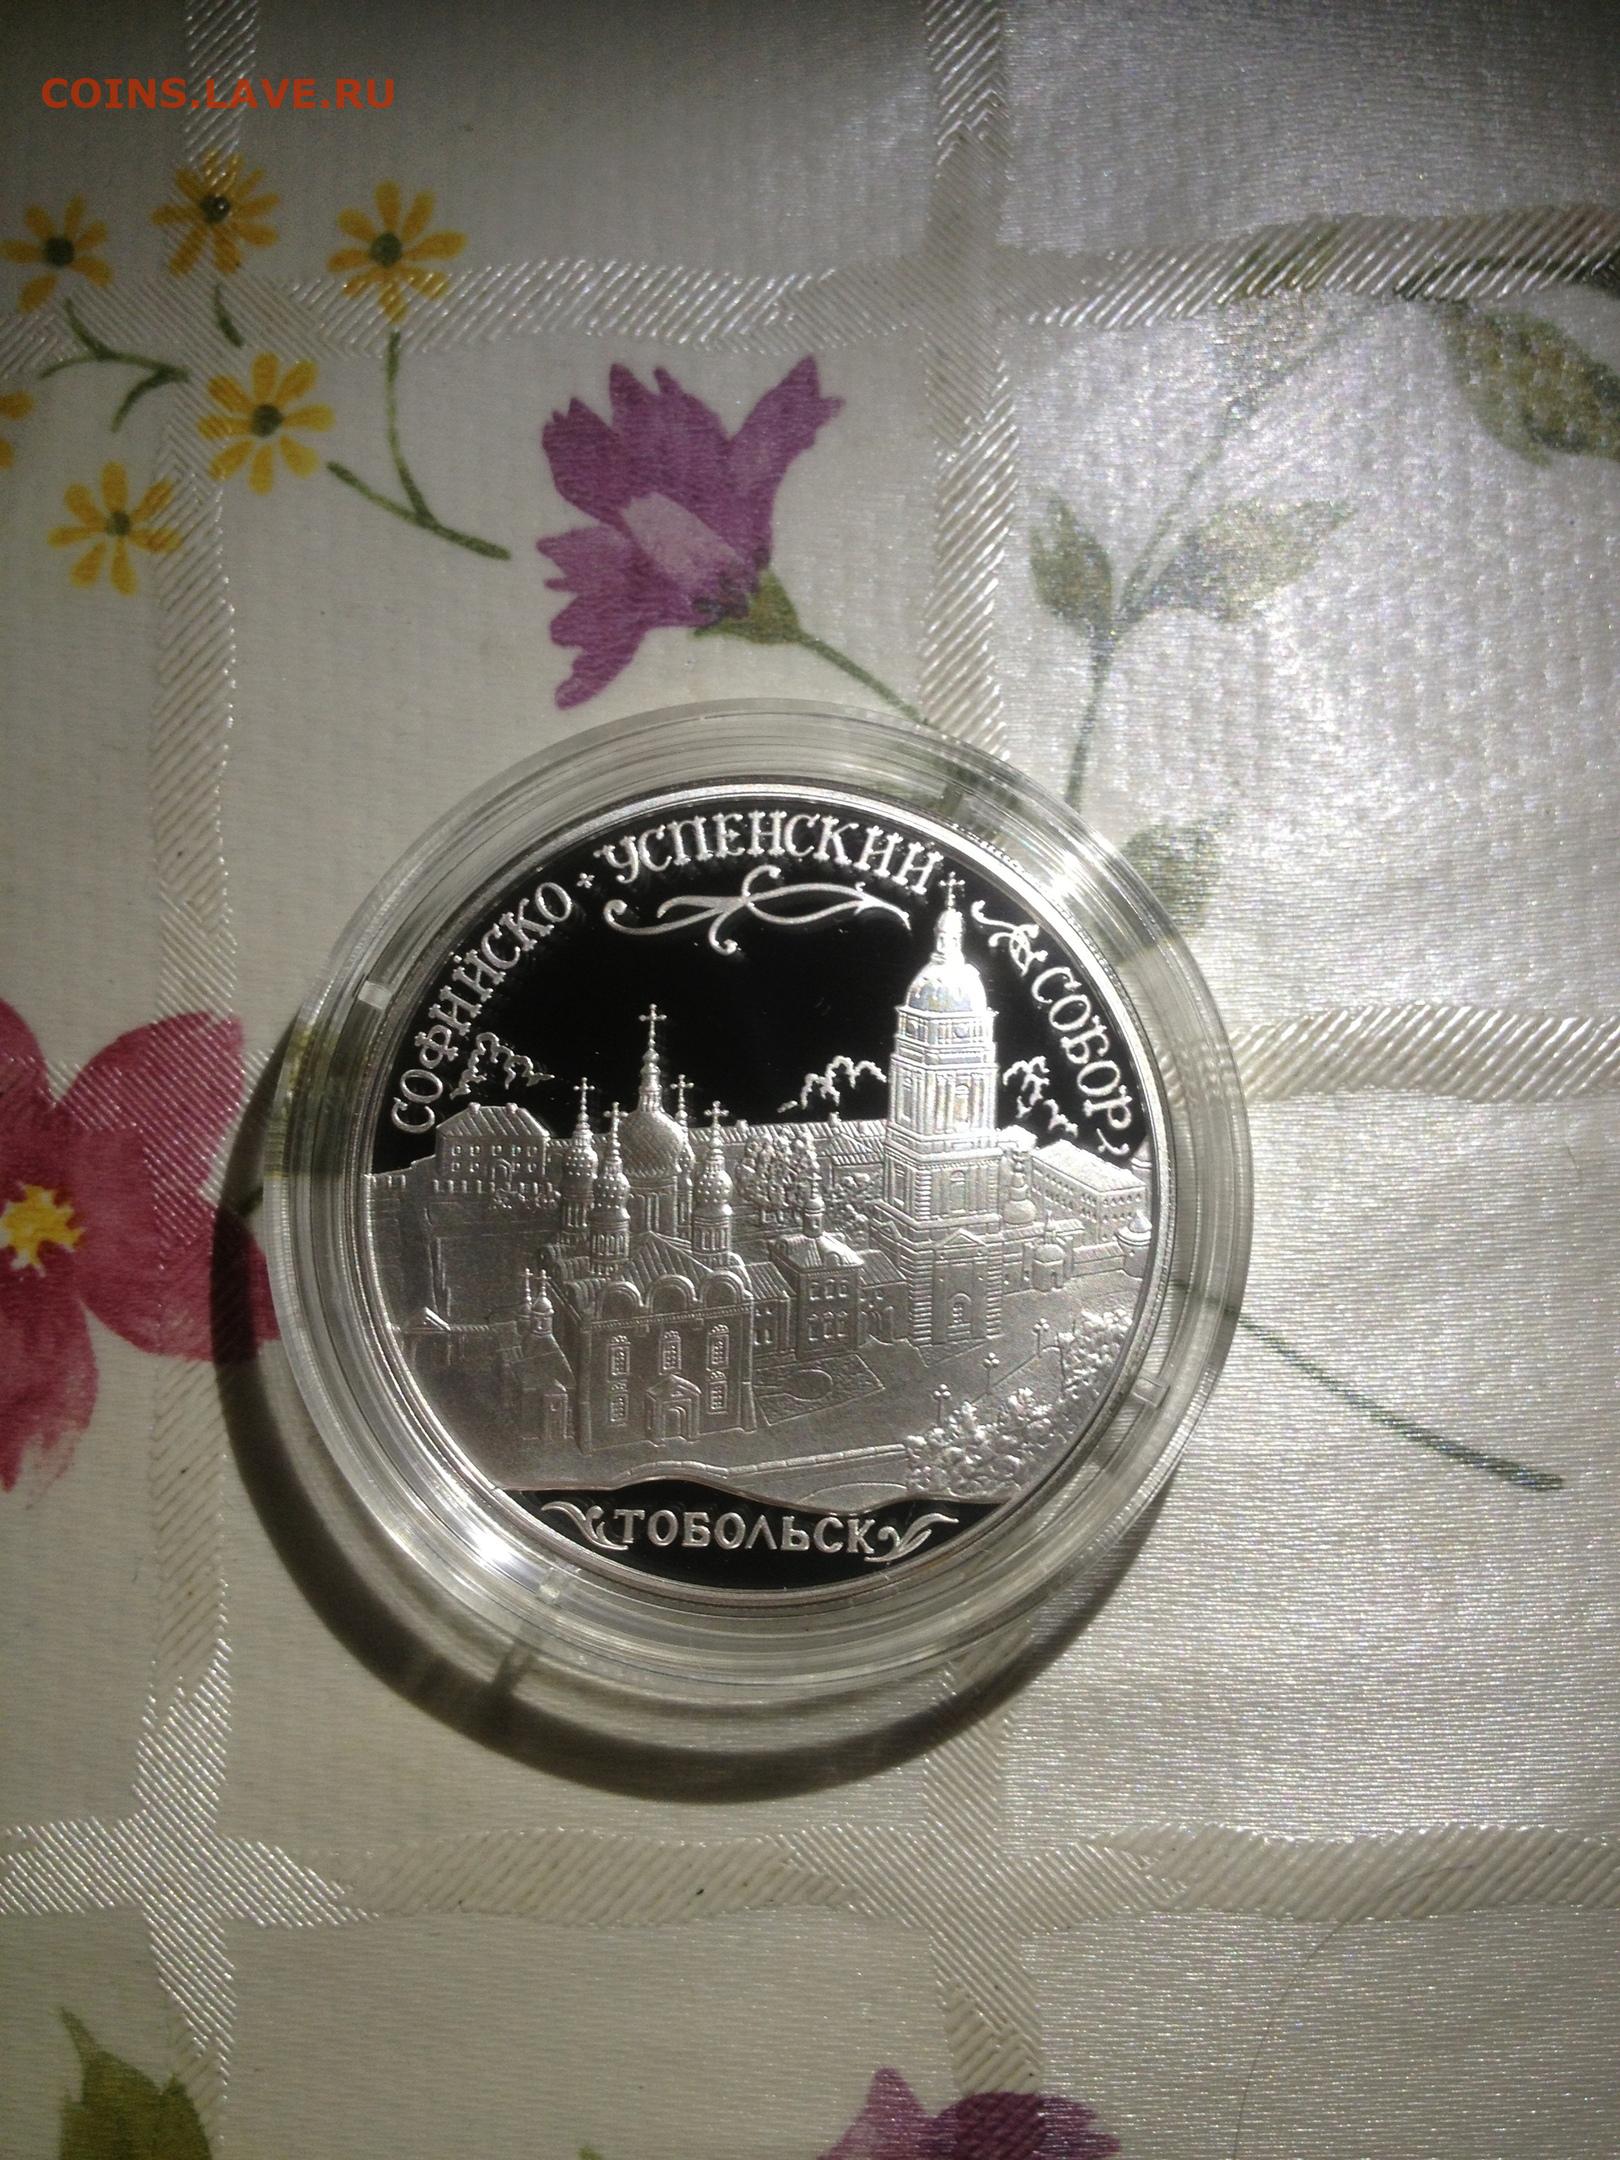 COINS.LAVE.RU
СОФИЙСКО • УСПЕНСКИЙ СОБОР
ТОБОЛЬСК